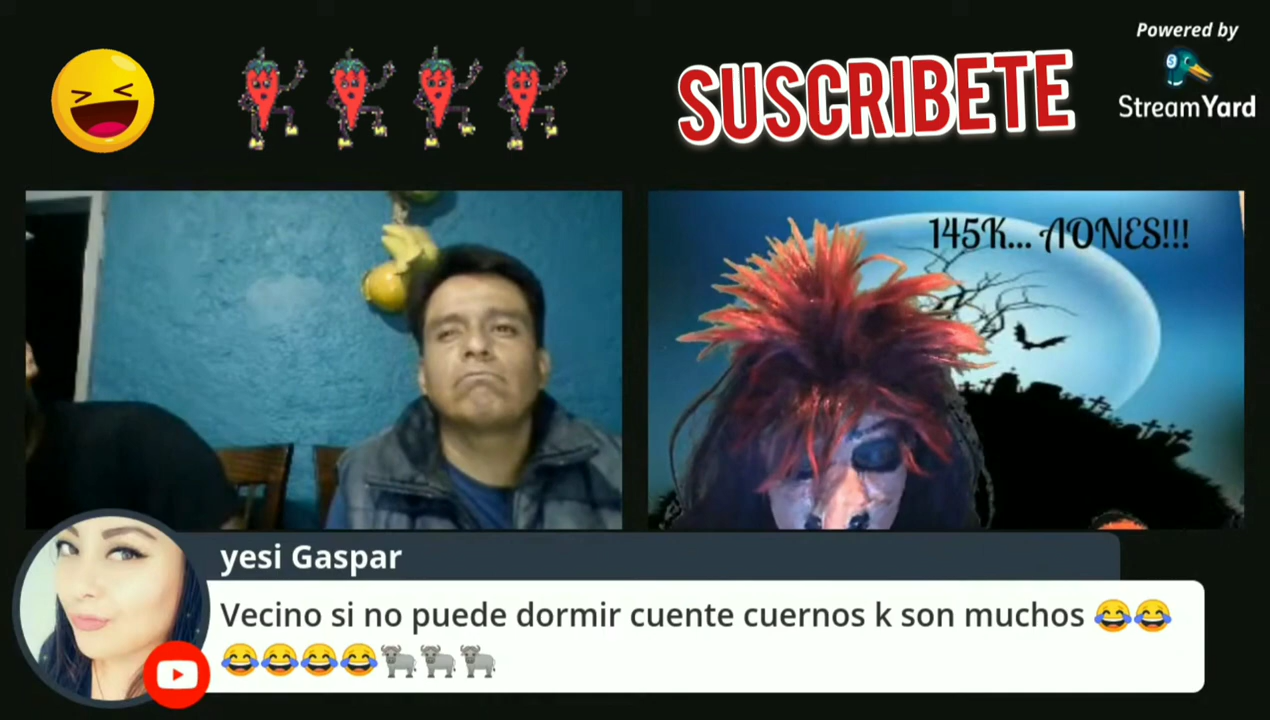 Powered by
StreamYard
SUSCRIBETE
145K... AONES!!!
yesi Gaspar
Vecino si no puede dormir cuente cuernos k son muchos 😂😂
😂😂😂😂🐃🐃🐃